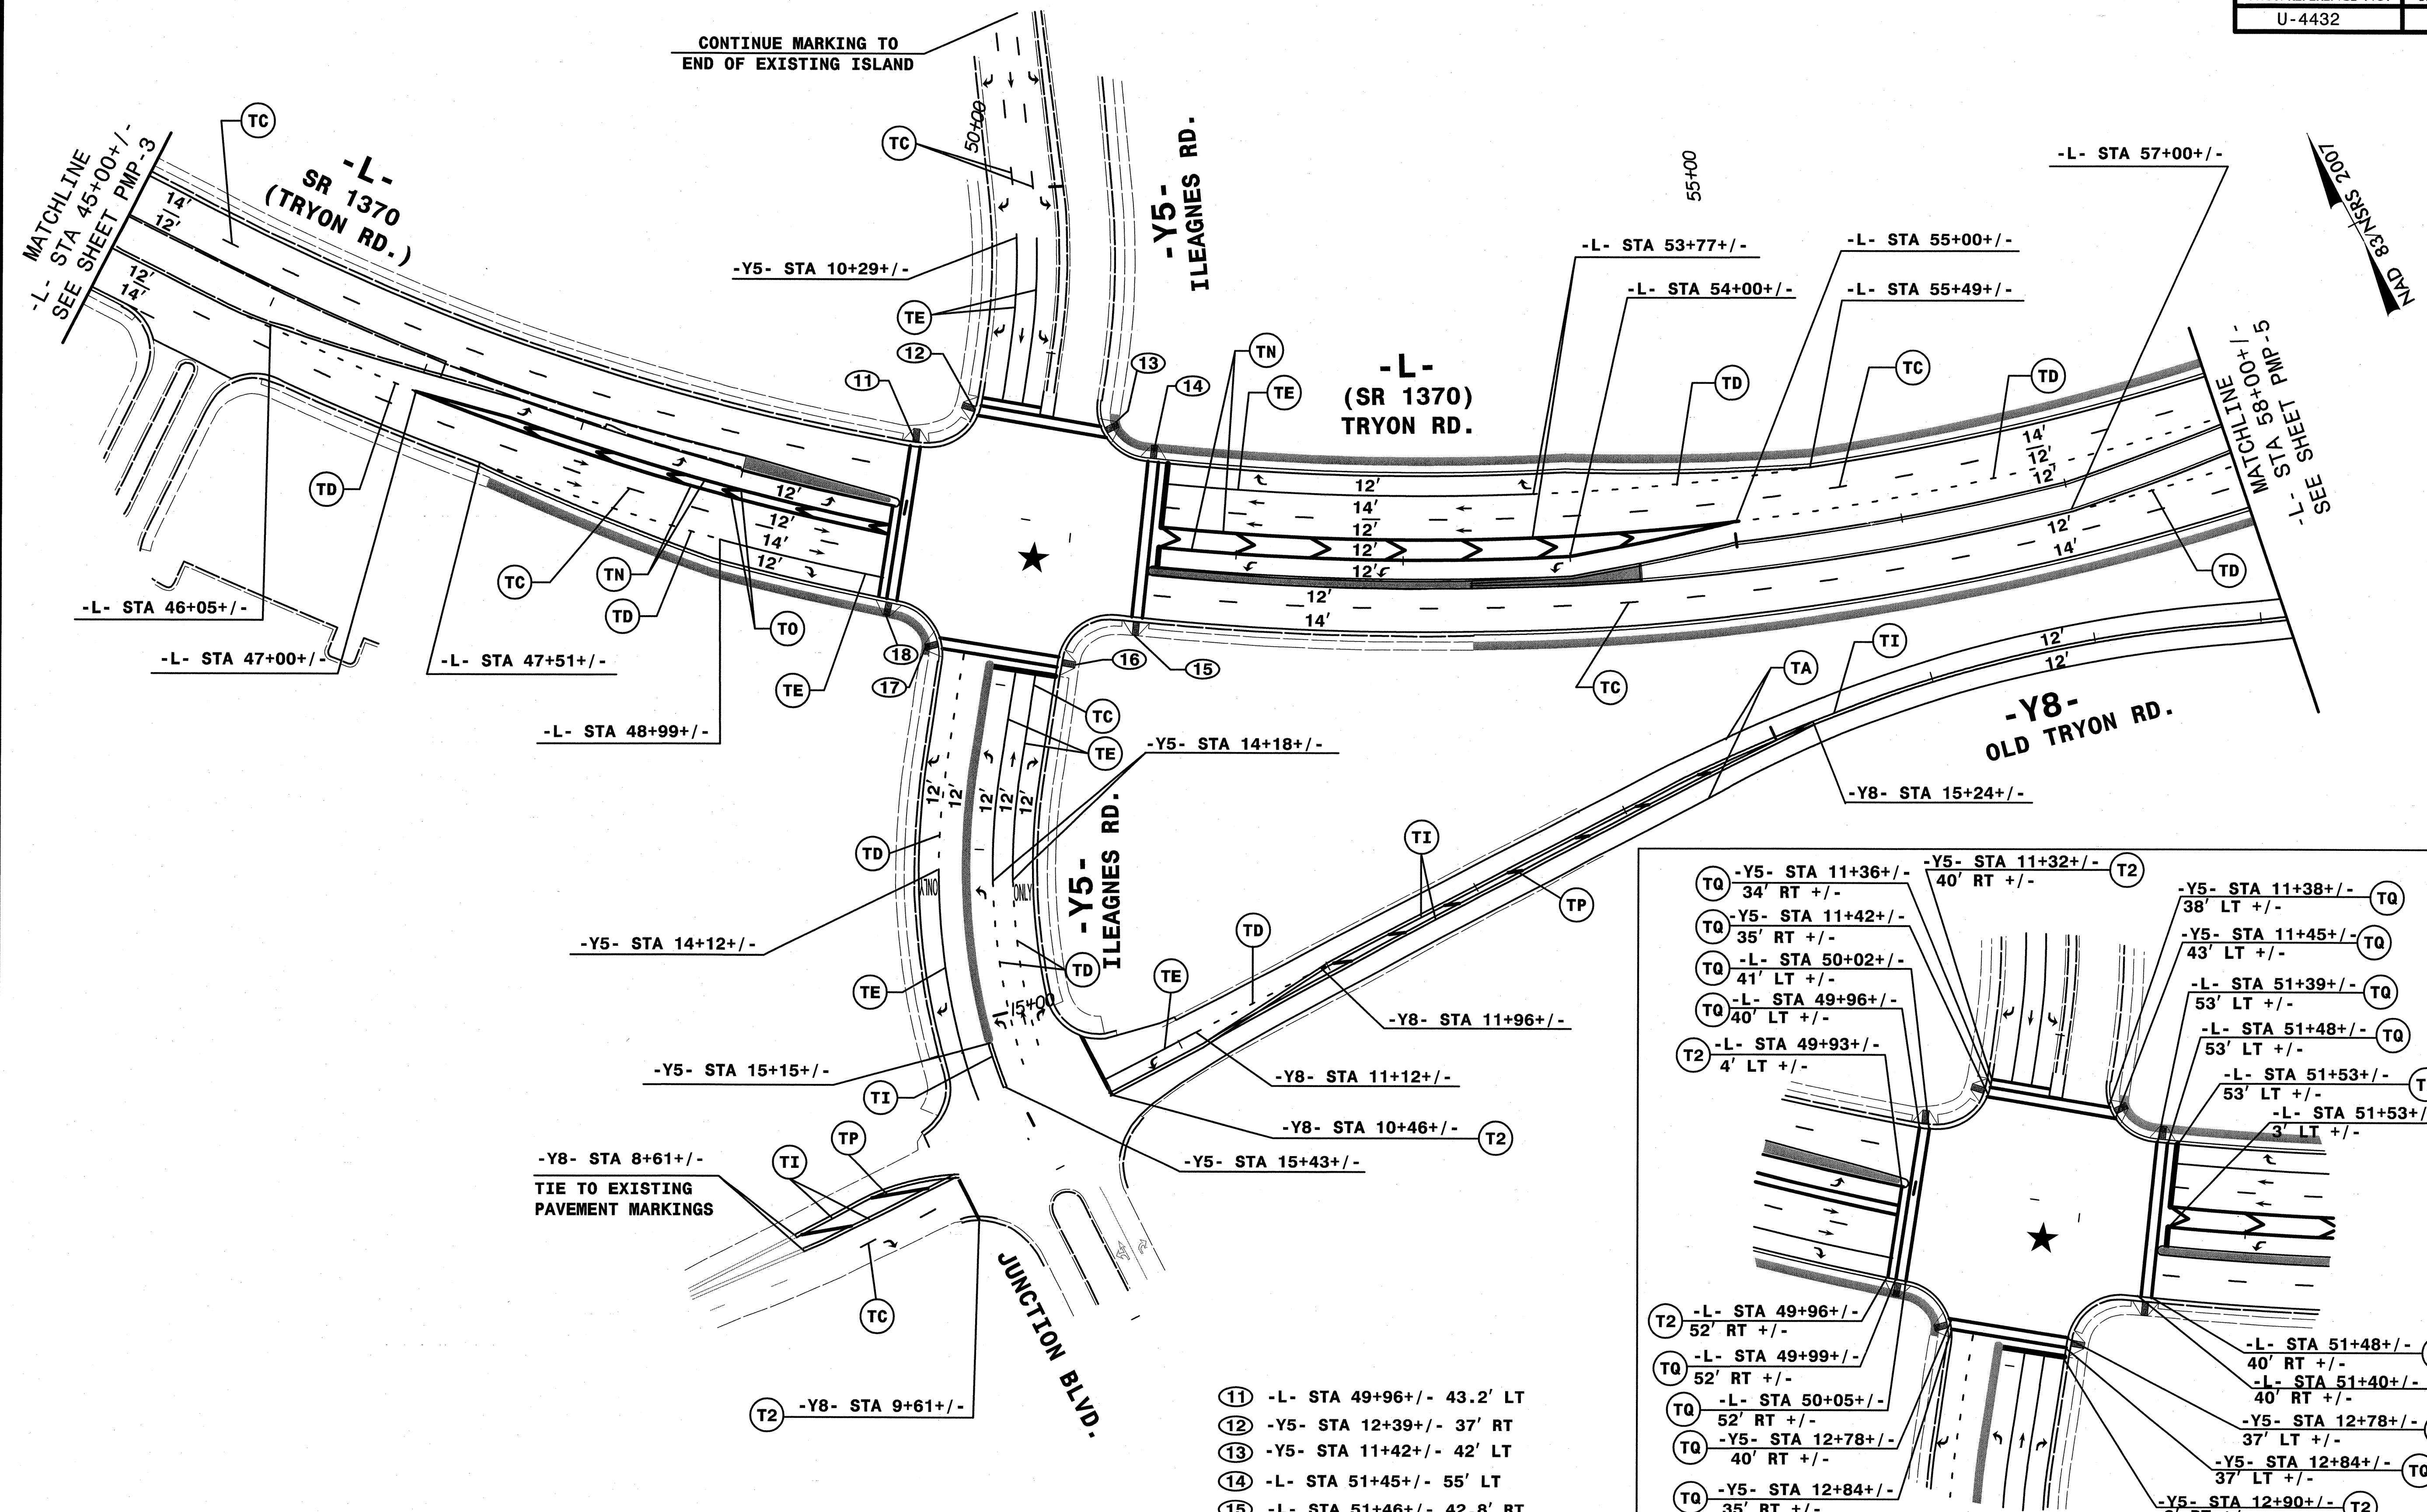 U-4432
CONTINUE MARKING TO
END OF EXISTING ISLAND
TC
-L-
SR 1370
(TRYON RD.)
MATCHLINE
-L- STA 45+00+/-
SEE SHEET PMP-3
14'
12'
12'
14'
TC
50+00
-Y5-
ILEAGNES RD.
-Y5- STA 10+29+/-
TE
12
11
13
14
55+00
-L- STA 57+00+/-
NAD 83/NSRS 2007
-L- STA 53+77+/-
-L- STA 55+00+/-
-L- STA 54+00+/-
-L- STA 55+49+/-
TN
TE
-L-
(SR 1370)
TRYON RD.
TD
TC
TD
MATCHLINE
-L- STA 58+00+/-
SEE SHEET PMP-5
14'
12'
12'
12'
14'
TD
12'
14'
12'
12'
12'
12'
14'
TD
TC
TN
TD
TO
TE
12'
12'
14'
12'
-L- STA 46+05+/-
-L- STA 47+00+/-
-L- STA 47+51+/-
-L- STA 48+99+/-
18
17
16
15
TC
TE
-Y5- STA 14+18+/-
TC
TA
TI
12'
12'
-Y8-
OLD TRYON RD.
-Y8- STA 15+24+/-
12'
12'
12'
12'
12'
TD
ONLY
ONLY
-Y5-
ILEAGNES RD.
TI
TP
-Y5- STA 14+12+/-
TE
TD
15+00
TE
TD
-Y8- STA 11+96+/-
-Y5- STA 15+15+/-
TI
-Y8- STA 11+12+/-
-Y8- STA 10+46+/- T2
-Y5- STA 15+43+/-
-Y8- STA 8+61+/-
TIE TO EXISTING
PAVEMENT MARKINGS
TI
TP
TC
JUNCTION BLVD.
T2 -Y8- STA 9+61+/-
11 -L- STA 49+96+/- 43.2' LT
12 -Y5- STA 12+39+/- 37' RT
13 -Y5- STA 11+42+/- 42' LT
14 -L- STA 51+45+/- 55' LT
15 -L- STA 51+46+/- 42.8' RT
TQ -Y5- STA 11+36+/-
34' RT +/-
-Y5- STA 11+32+/- T2
40' RT +/-
TQ -Y5- STA 11+42+/-
35' RT +/-
TQ -L- STA 50+02+/-
41' LT +/-
TQ -L- STA 49+96+/-
40' LT +/-
T2 -L- STA 49+93+/-
4' LT +/-
-Y5- STA 11+38+/- TQ
38' LT +/-
-Y5- STA 11+45+/- TQ
43' LT +/-
-L- STA 51+39+/- TQ
53' LT +/-
-L- STA 51+48+/- TQ
53' LT +/-
-L- STA 51+53+/-
53' LT +/-
-L- STA 51+53+/
3' LT +/-
T2 -L- STA 49+96+/-
52' RT +/-
TQ -L- STA 49+99+/-
52' RT +/-
TQ -L- STA 50+05+/-
52' RT +/-
TQ -Y5- STA 12+78+/-
40' RT +/-
TQ -Y5- STA 12+84+/-
35' RT +/-
-L- STA 51+48+/-
40' RT +/-
-L- STA 51+40+/-
40' RT +/-
-Y5- STA 12+78+/-
37' LT +/-
-Y5- STA 12+84+/- TQ
37' LT +/-
-Y5- STA 12+90+/- T2